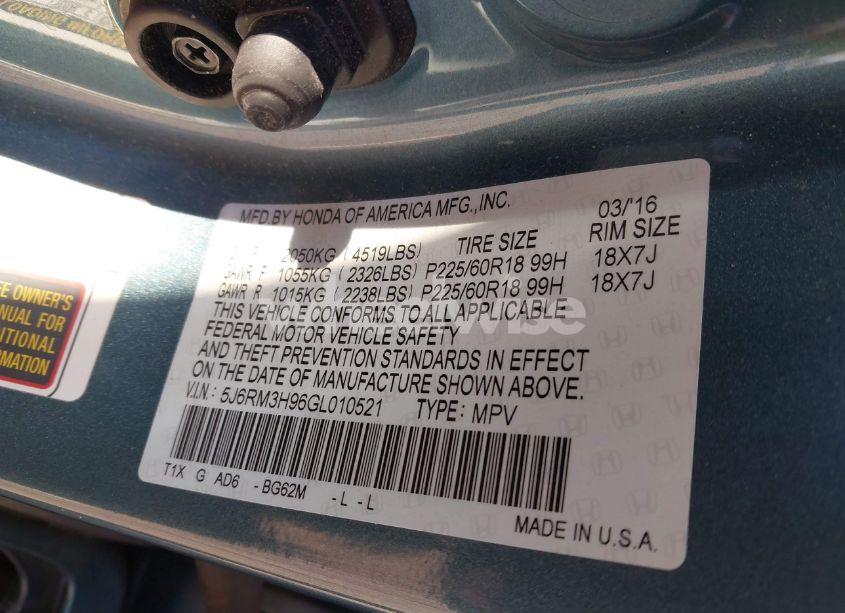 MFD.BY HONDA OF AMERICA MFG.,INC. 03/'16
2050KG (4519LBS) TIRE SIZE RIM SIZE
GAWR F 1055KG (2326LBS) P225/60R18 99H 18X7J
GAWR R 1015KG (2238LBS) P225/60R18 99H 18X7J
THIS VEHICLE CONFORMS TO ALL APPLICABLE
FEDERAL MOTOR VEHICLE SAFETY
AND THEFT PREVENTION STANDARDS IN EFFECT
ON THE DATE OF MANUFACTURE SHOWN ABOVE.
V.I.N.: 5J6RM3H96GL010521 TYPE: MPV
T1X G AD6 -BG62M -L -L
MADE IN U.S.A.
OWNER'S
MANUAL FOR